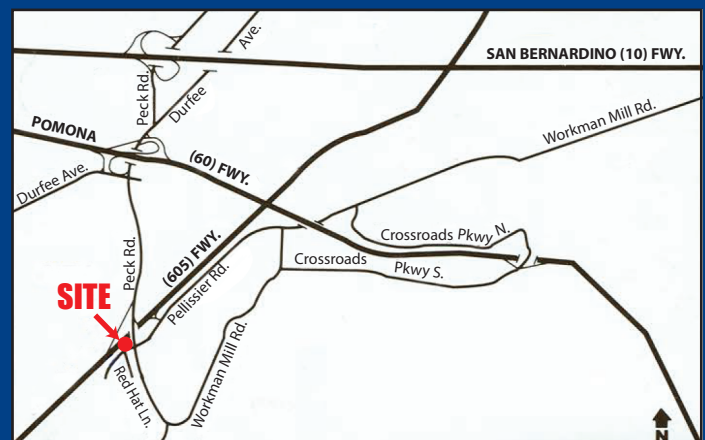 Ave.
SAN BERNARDINO (10) FWY.
Peck Rd.
Durfee
Workman Mill Rd.
POMONA
(60) FWY.
Durfee Ave.
Crossroads Pkwy N.
Peck Rd.
(605) FWY.
Crossroads
Pkwy S.
Pellissier Rd.
SITE
Red Hat Ln.
Workman Mill Rd.
N